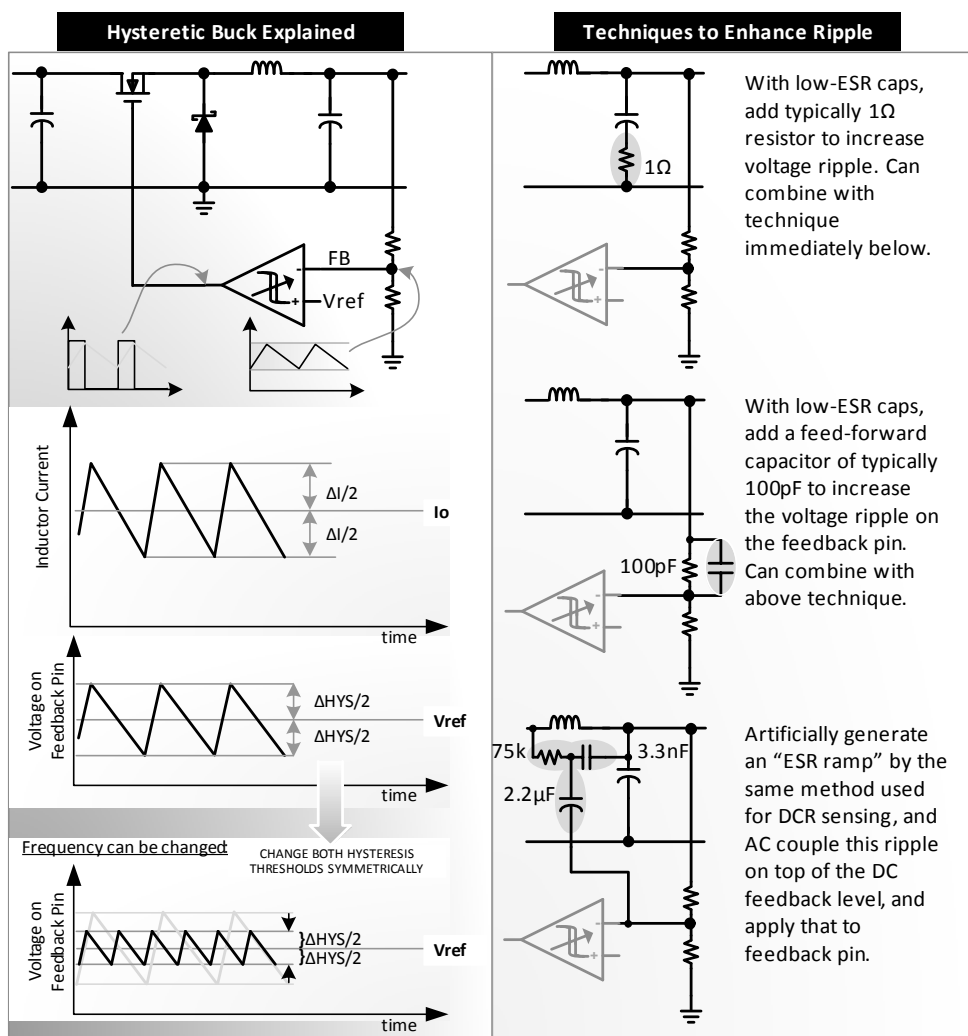 Hysteretic Buck Explained
FB
-
+
Vref
Inductor Current
ΔI/2
ΔI/2
Io
time
Voltage on
Feedback Pin
ΔHYS/2
ΔHYS/2
Vref
time
Frequency can be changed:
CHANGE BOTH HYSTERESIS
THRESHOLDS SYMMETRICALLY
Voltage on
Feedback Pin
}ΔHYS/2
}ΔHYS/2
Vref
time
Techniques to Enhance Ripple
1Ω
-
+
With low-ESR caps,
add typically 1Ω
resistor to increase
voltage ripple. Can
combine with
technique
immediately below.
100pF
-
+
With low-ESR caps,
add a feed-forward
capacitor of typically
100pF to increase
the voltage ripple on
the feedback pin.
Can combine with
above technique.
75k
3.3nF
2.2µF
-
+
Artificially generate
an “ESR ramp” by the
same method used
for DCR sensing, and
AC couple this ripple
on top of the DC
feedback level, and
apply that to
feedback pin.